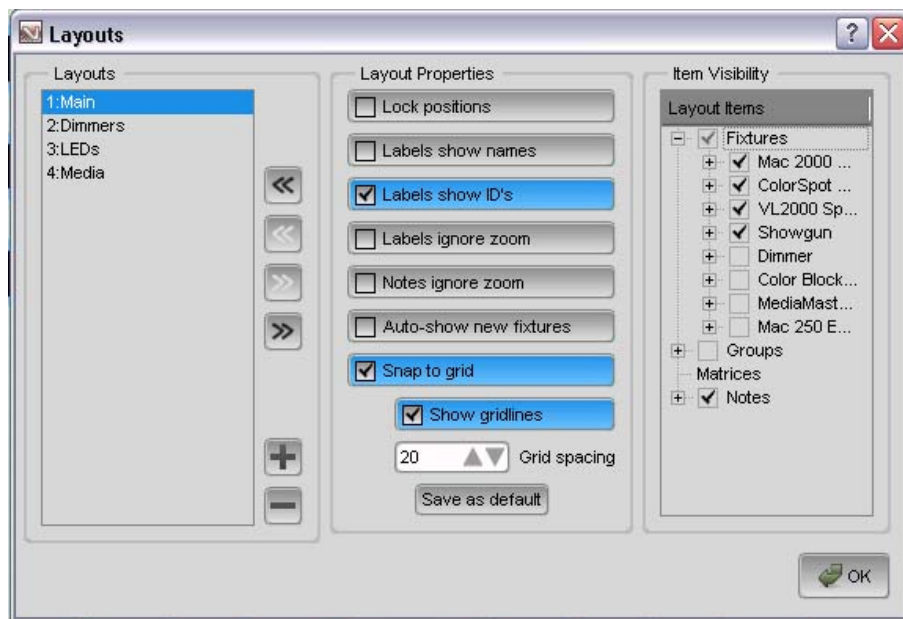 Layouts
Layouts
1:Main
2:Dimmers
3:LEDs
4:Media
Layout Properties
Lock positions
Labels show names
Labels show ID's
Labels ignore zoom
Notes ignore zoom
Auto-show new fixtures
Snap to grid
Show gridlines
20 Grid spacing
Save as default
Item Visibility
Layout Items
Fixtures
Mac 2000 ...
ColorSpot ...
VL2000 Sp...
Showgun
Dimmer
Color Block...
MediaMast...
Mac 250 E...
Groups
Matrices
Notes
OK